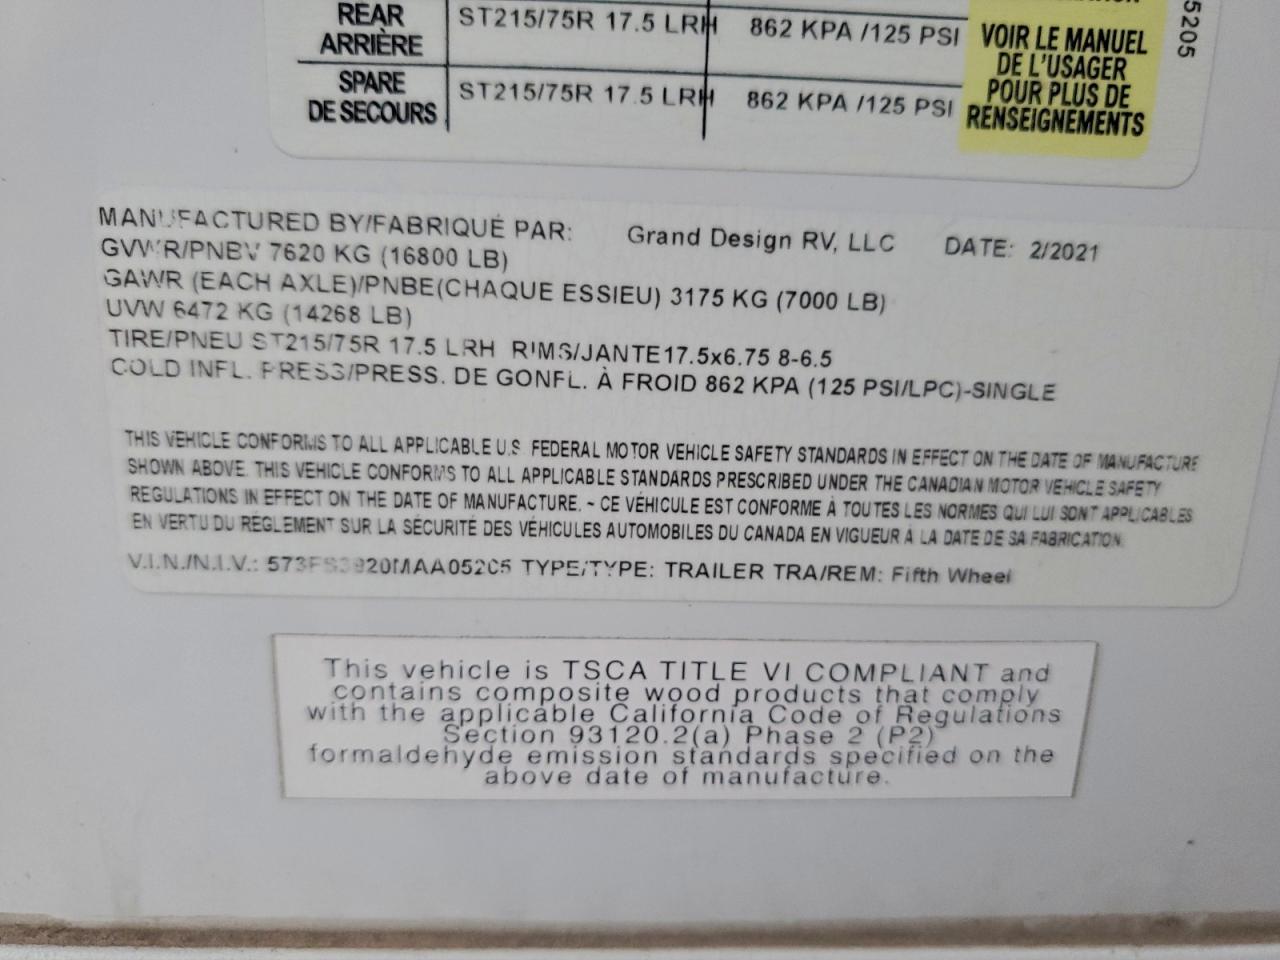 REAR
ARRIÈRE
ST215/75R 17.5 LRH 862 KPA /125 PSI
SPARE
DE SECOURS
ST215/75R 17.5 LRH 862 KPA /125 PSI
VOIR LE MANUEL
DE L'USAGER
POUR PLUS DE
RENSEIGNEMENTS
5205
MANUFACTURED BY/FABRIQUÉ PAR: Grand Design RV, LLC DATE: 2/2021
GVWR/PNBV 7620 KG (16800 LB)
GAWR (EACH AXLE)/PNBE(CHAQUE ESSIEU) 3175 KG (7000 LB)
UVW 6472 KG (14268 LB)
TIRE/PNEU ST215/75R 17.5 LRH RIMS/JANTE17.5x6.75 8-6.5
COLD INFL. PRESS/PRESS. DE GONFL. À FROID 862 KPA (125 PSI/LPC)-SINGLE
THIS VEHICLE CONFORMS TO ALL APPLICABLE U.S. FEDERAL MOTOR VEHICLE SAFETY STANDARDS IN EFFECT ON THE DATE OF MANUFACTURE
SHOWN ABOVE. THIS VEHICLE CONFORMS TO ALL APPLICABLE STANDARDS PRESCRIBED UNDER THE CANADIAN MOTOR VEHICLE SAFETY
REGULATIONS IN EFFECT ON THE DATE OF MANUFACTURE. ~ CE VÉHICULE EST CONFORME À TOUTES LES NORMES QUI LUI SONT APPLICABLES
EN VERTU DU RÈGLEMENT SUR LA SÉCURITÉ DES VÉHICULES AUTOMOBILES DU CANADA EN VIGUEUR À LA DATE DE SA FABRICATION.
V.I.N./N.I.V.: 573FS3920MAA05205 TYPE/TYPE: TRAILER TRA/REM: Fifth Wheel
This vehicle is TSCA TITLE VI COMPLIANT and
contains composite wood products that comply
with the applicable California Code of Regulations
Section 93120.2(a) Phase 2 (P2)
formaldehyde emission standards specified on the
above date of manufacture.